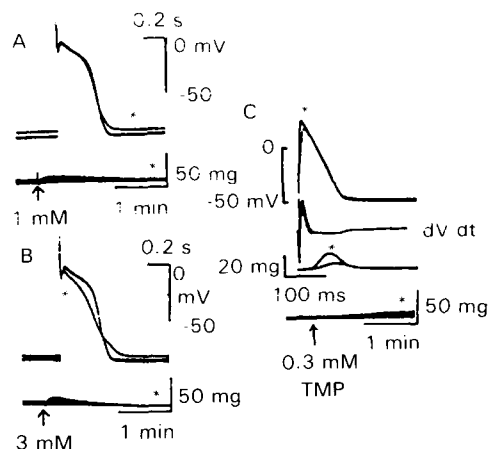 A
0.2 s
0 mV
-50
*
*
50 mg
1 mM
1 min
B
0.2 s
0
mV
-50
*
*
50 mg
3 mM
1 min
C
*
0
-50 mV
dV dt
*
20 mg
100 ms
*
50 mg
1 min
0.3 mM
TMP